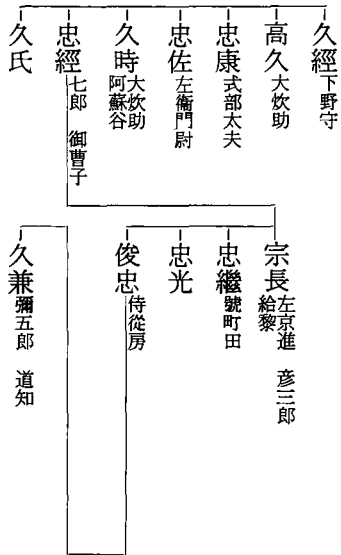 久經 下野守
高久 大炊助
忠康 式部太夫
忠佐 左衞門尉
久時 大炊助 阿蘇谷
忠經 七郎 御曹子
久氏
宗長 左京進 彦三郎 給黎
忠繼 號町田
忠光
俊忠 侍從房
久兼 彌五郎 道知